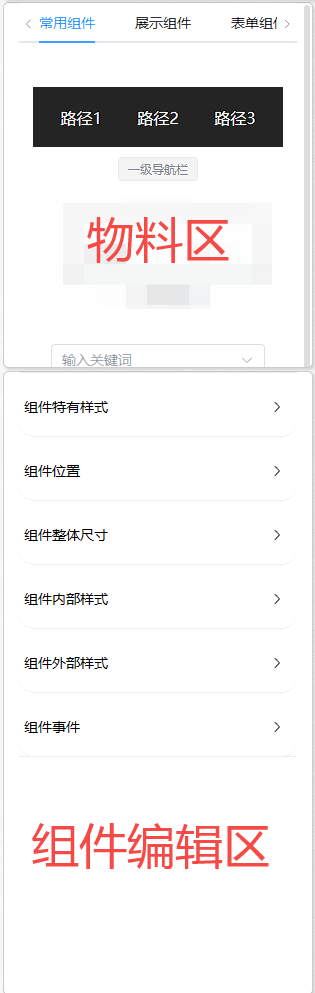 常用组件 展示组件 表单组件
路径1 路径2 路径3
一级导航栏
物料区
输入关键词
组件特有样式
组件位置
组件整体尺寸
组件内部样式
组件外部样式
组件事件
组件编辑区